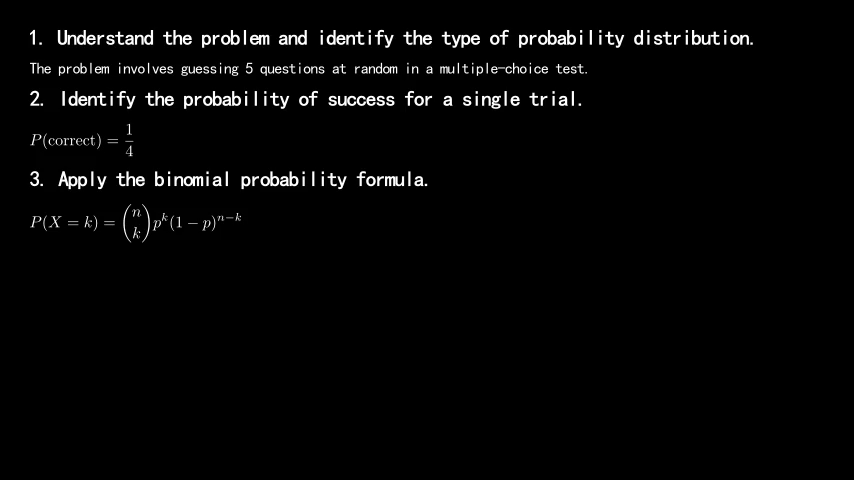 1. Understand the problem and identify the type of probability distribution.
The problem involves guessing 5 questions at random in a multiple-choice test.
2. Identify the probability of success for a single trial.
P(correct) = \frac{1}{4}
3. Apply the binomial probability formula.
P(X = k) = \binom{n}{k} p^k (1 − p)^{n−k}